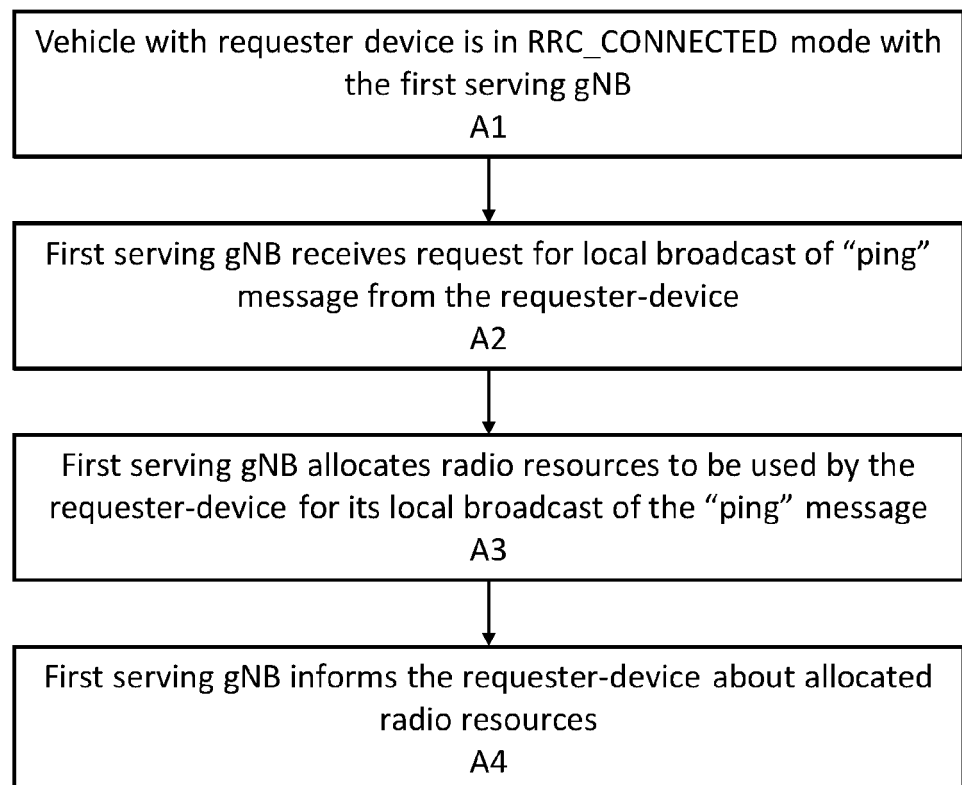 Vehicle with requester device is in RRC_CONNECTED mode with
the first serving gNB
A1
First serving gNB receives request for local broadcast of “ping”
message from the requester-device
A2
First serving gNB allocates radio resources to be used by the
requester-device for its local broadcast of the “ping” message
A3
First serving gNB informs the requester-device about allocated
radio resources
A4